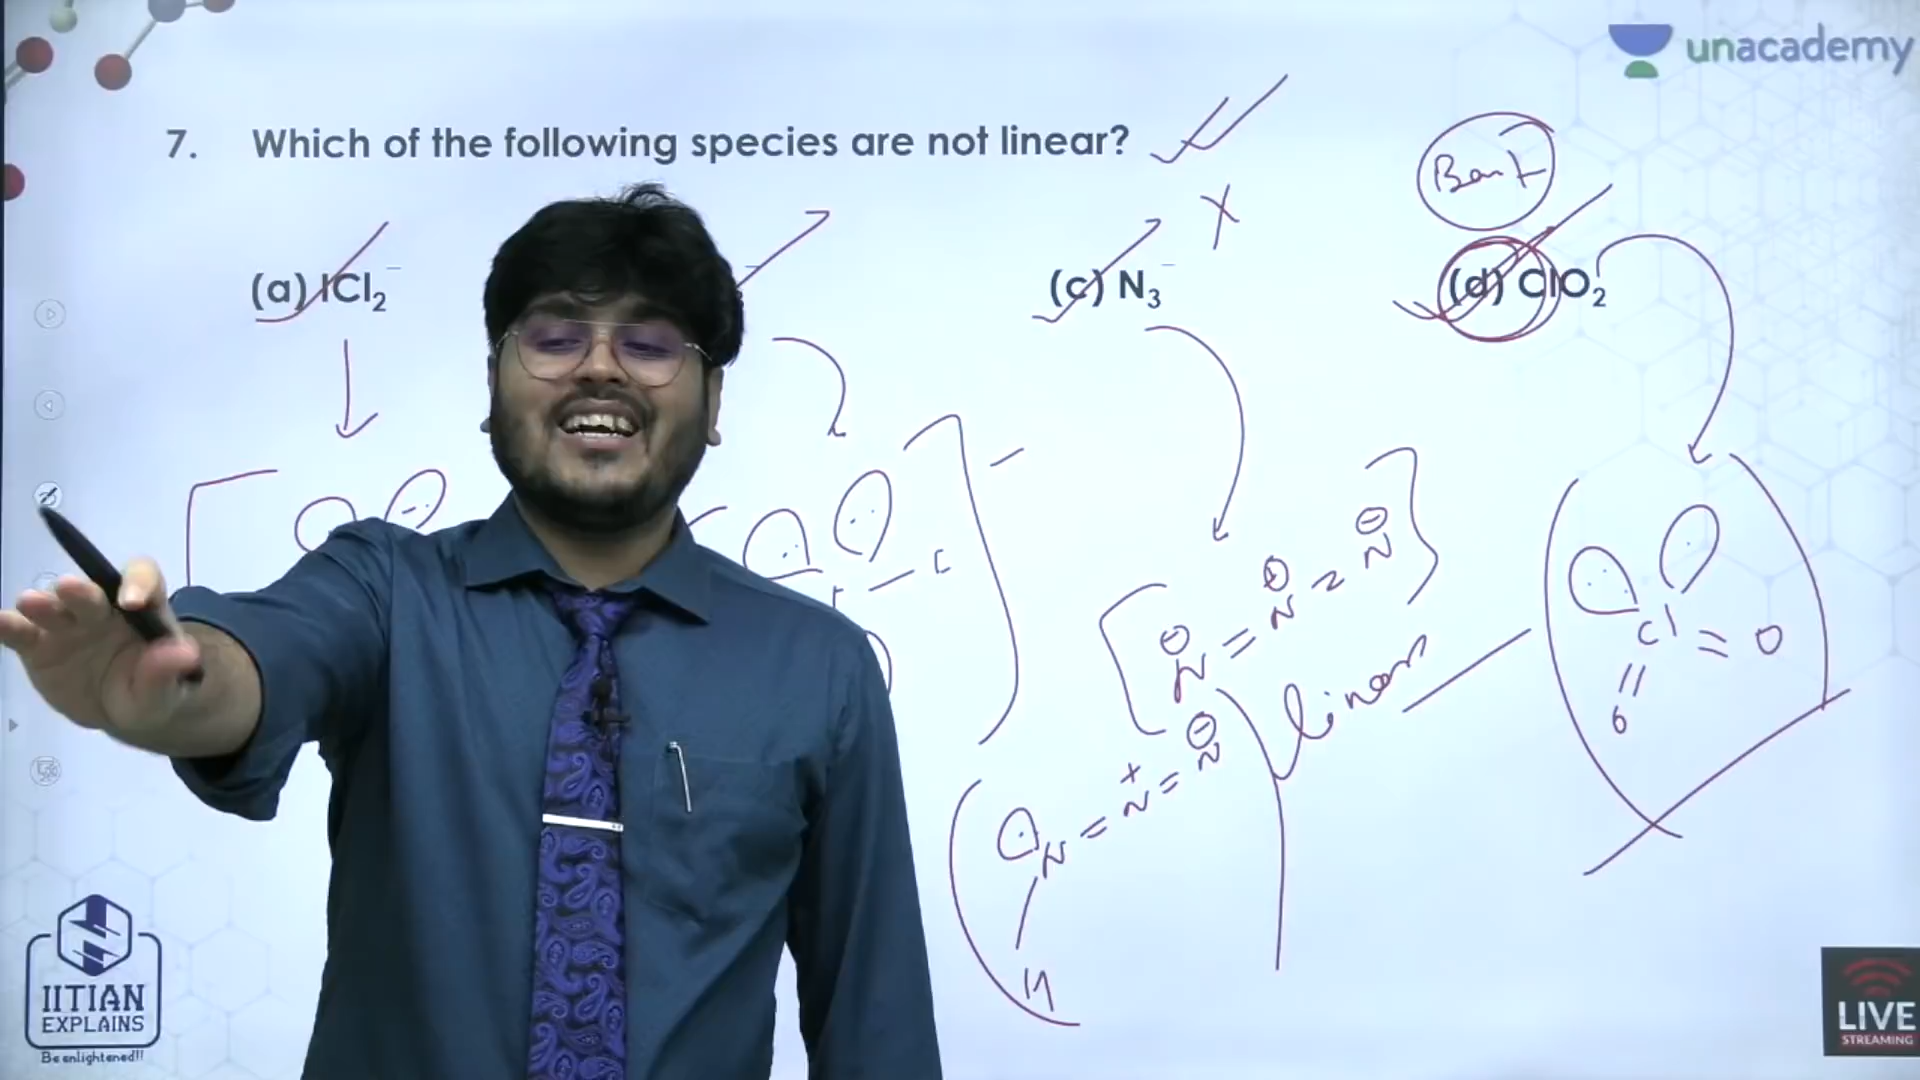 unacademy
7. Which of the following species are not linear?
Bent
(a) ICl₂⁻
(c) N₃⁻
(d) ClO₂
N = N = N
linear
Cl = O
O
N = N = N
H
IITIAN
EXPLAINS
Be enlightened!!
LIVE
STREAMING